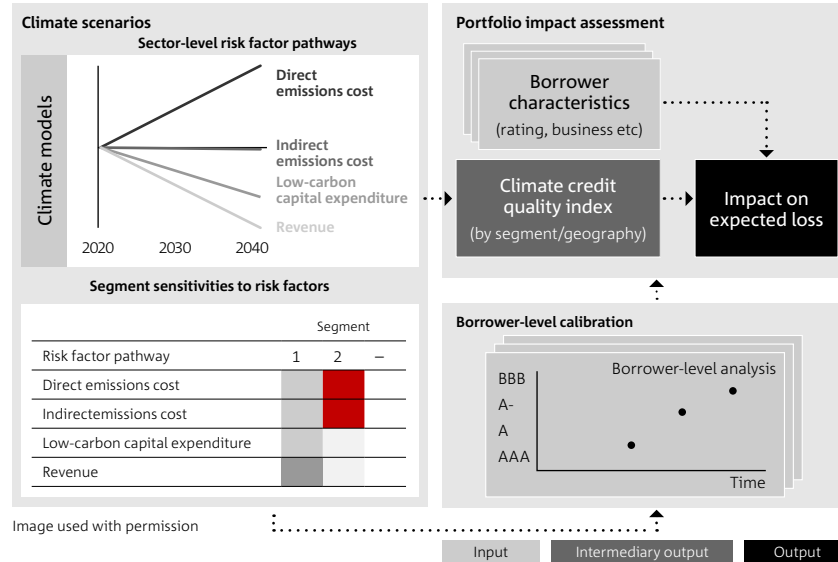 Climate scenarios
Sector-level risk factor pathways
Climate models
Direct
emissions cost
Indirect
emissions cost
Low-carbon
capital expenditure
Revenue
2020 2030 2040
Segment sensitivities to risk factors
Segment
Risk factor pathway 1 2 –
Direct emissions cost
Indirectemissions cost
Low-carbon capital expenditure
Revenue
Image used with permission
Portfolio impact assessment
Borrower
characteristics
(rating, business etc)
Climate credit
quality index
(by segment/geography)
Impact on
expected loss
Borrower-level calibration
Borrower-level analysis
BBB
A-
A
AAA
Time
Input Intermediary output Output